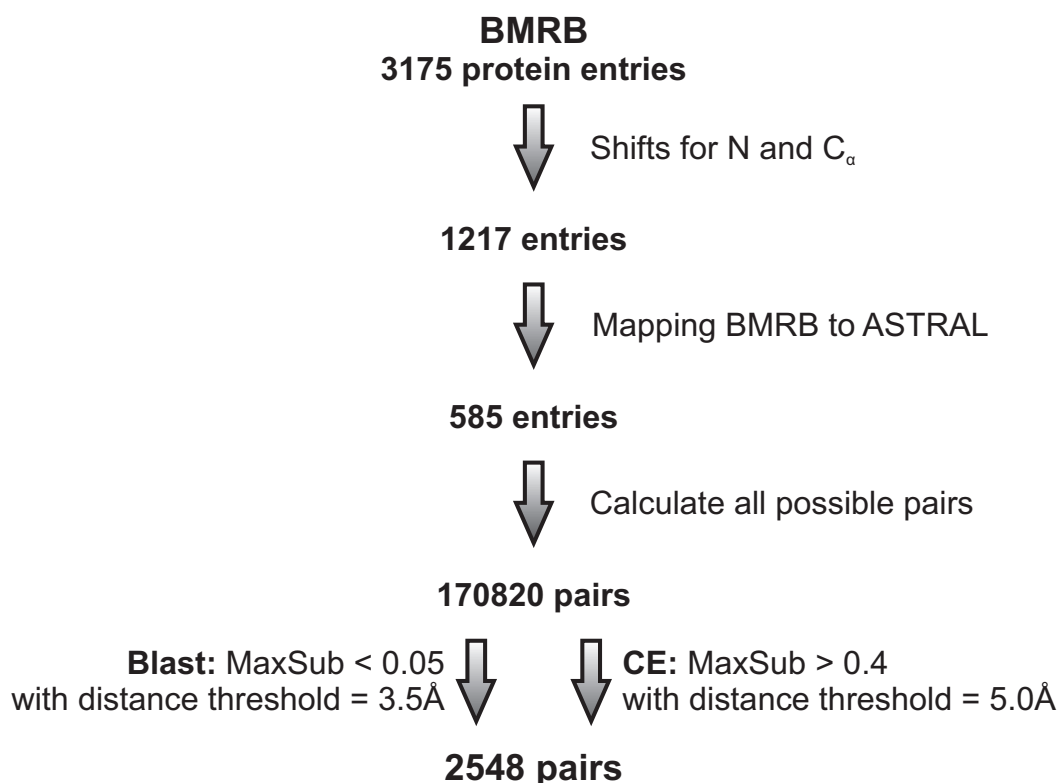 BMRB
3175 protein entries
Shifts for N and Cα
1217 entries
Mapping BMRB to ASTRAL
585 entries
Calculate all possible pairs
170820 pairs
Blast: MaxSub < 0.05
with distance threshold = 3.5Å
CE: MaxSub > 0.4
with distance threshold = 5.0Å
2548 pairs